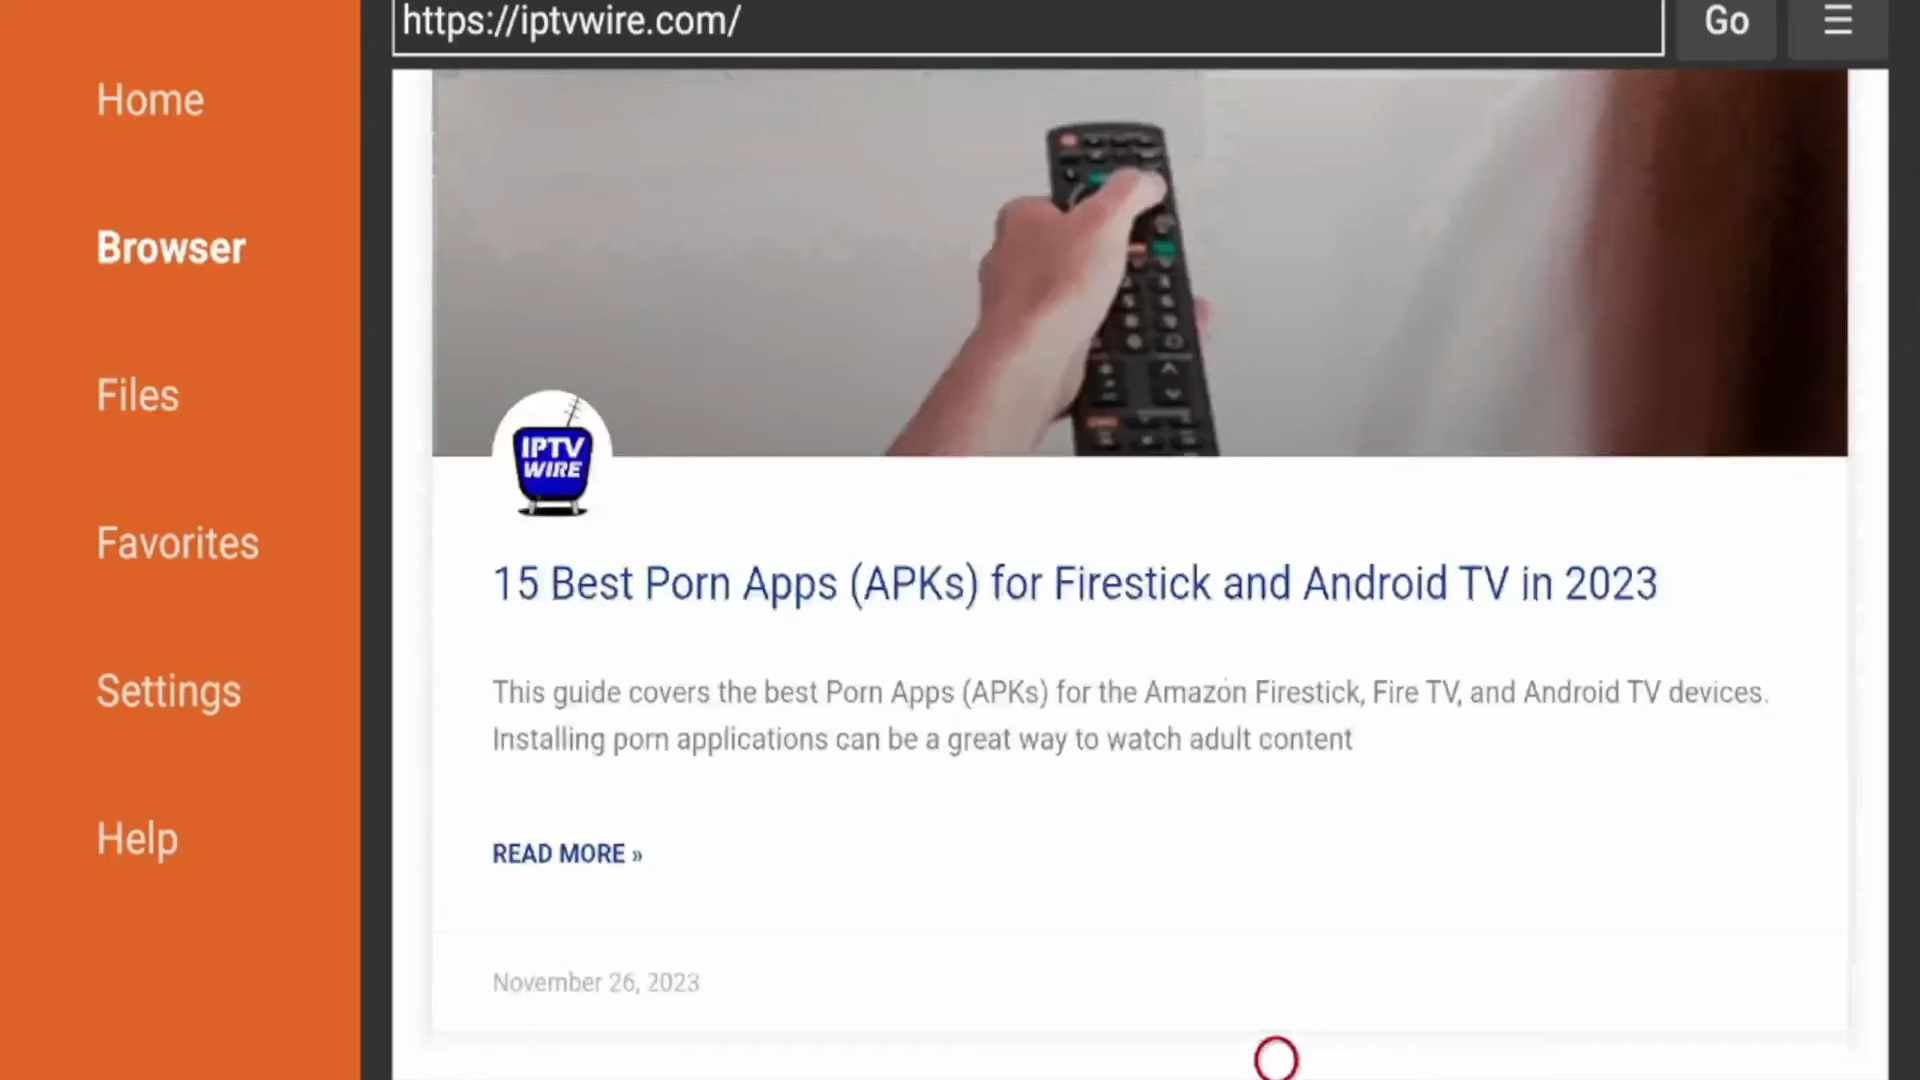 https://iptvwire.com/
Go
Home
Browser
Files
Favorites
Settings
Help
IPTV
WIRE
15 Best Porn Apps (APKs) for Firestick and Android TV in 2023
This guide covers the best Porn Apps (APKs) for the Amazon Firestick, Fire TV, and Android TV devices.
Installing porn applications can be a great way to watch adult content
READ MORE »
November 26, 2023